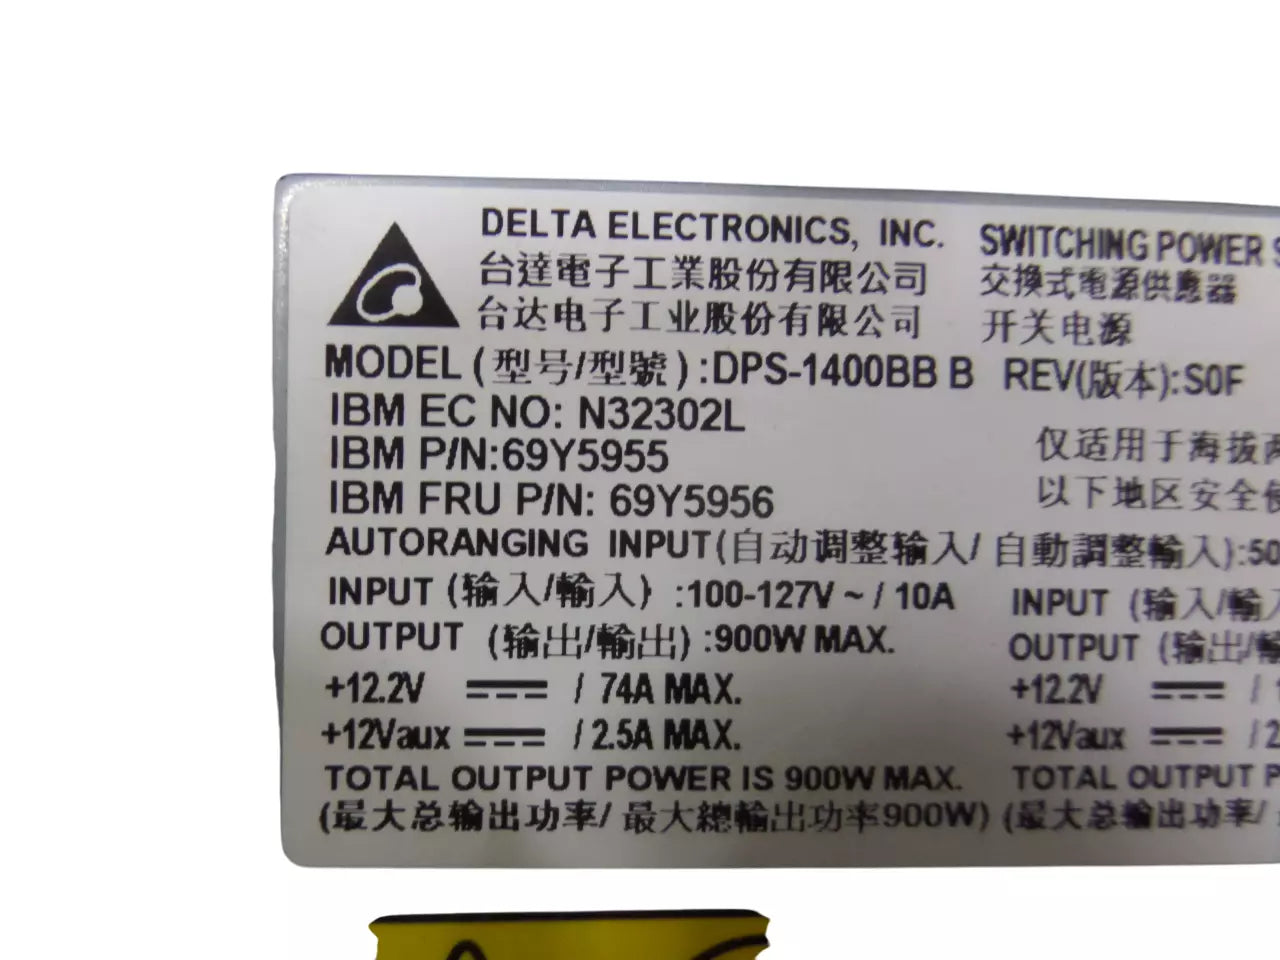 DELTA ELECTRONICS, INC. SWITCHING POWER
台達電子工業股份有限公司 交換式電源供應器
台达电子工业股份有限公司 开关电源
MODEL (型号/型號) :DPS-1400BB B REV(版本):S0F
IBM EC NO: N32302L
IBM P/N:69Y5955 仅适用于海拔
IBM FRU P/N: 69Y5956 以下地区安全
AUTORANGING INPUT(自动调整输入/ 自動調整輸入):50
INPUT (输入/輸入) :100-127V ~ / 10A INPUT (输入/輸
OUTPUT (输出/輸出) :900W MAX. OUTPUT (输出/
+12.2V / 74A MAX. +12.2V /
+12Vaux / 2.5A MAX. +12Vaux / 2
TOTAL OUTPUT POWER IS 900W MAX. TOTAL OUTPUT
(最大总输出功率/ 最大總輸出功率900W) (最大总输出功率/